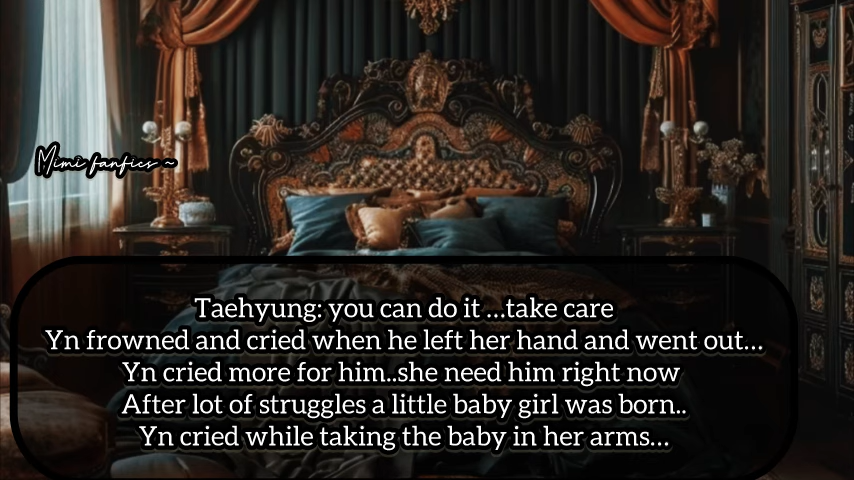 Mimi fanfics ~
Taehyung: you can do it ...take care
Yn frowned and cried when he left her hand and went out...
Yn cried more for him..she need him right now
After lot of struggles a little baby girl was born..
Yn cried while taking the baby in her arms...